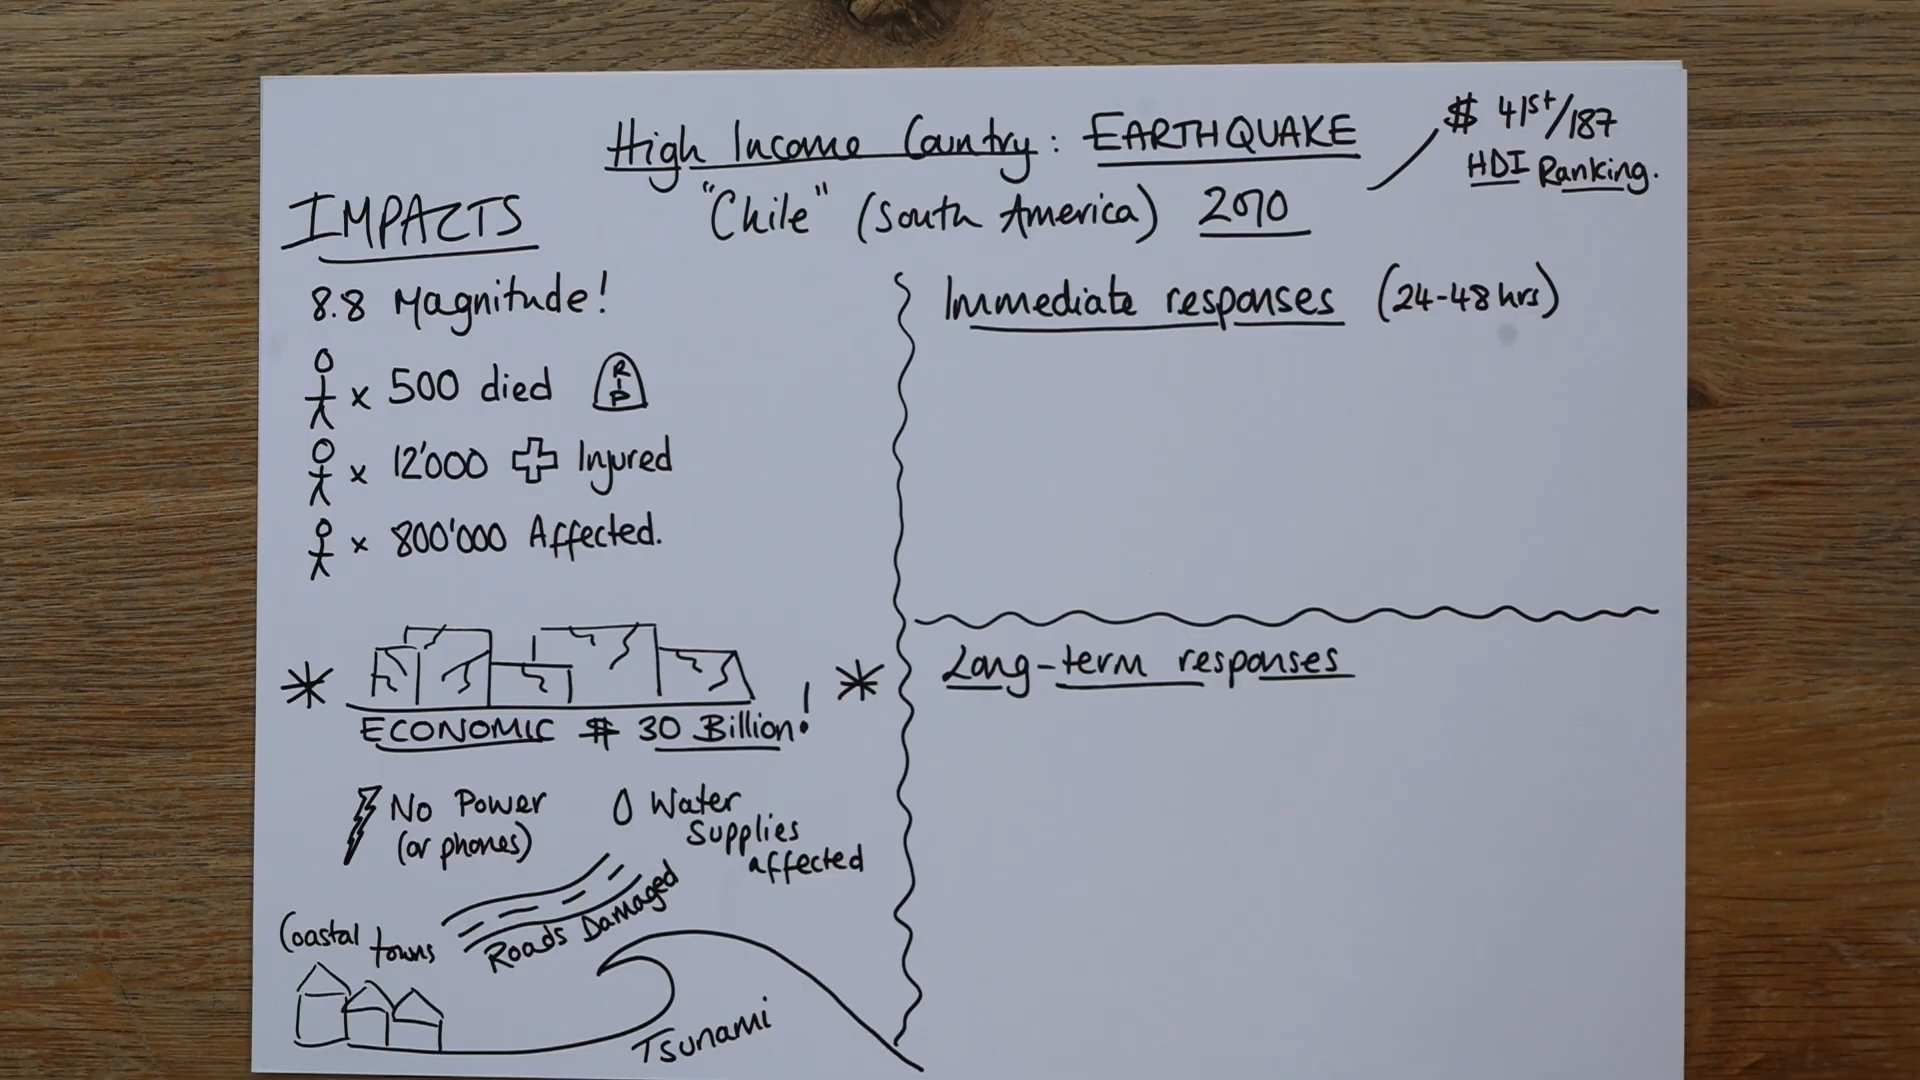 High Income Country: EARTHQUAKE
"Chile" (South America) 2010
$ 41st/187
HDI Ranking.
IMPACTS
8.8 Magnitude!
x 500 died
RIP
x 12'000 Injured
x 800'000 Affected.
* *
ECONOMIC $ 30 Billion!
No Power
(or phones)
Water
Supplies
affected
Roads Damaged
Coastal towns
Tsunami
Immediate responses (24-48hrs)
Long-term responses